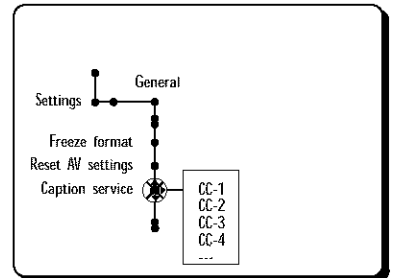 General
Settings
Freeze format
Reset AV settings
Caption service
CC-1
CC-2
CC-3
CC-4
---